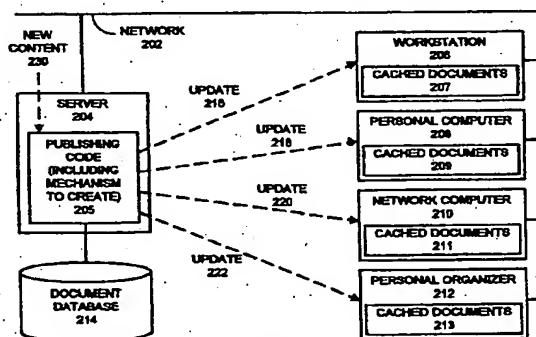 NEW
CONTENT
230
NETWORK
202
SERVER
204
PUBLISHING
CODE
(INCLUDING
MECHANISM
TO CREATE)
205
DOCUMENT
DATABASE
214
UPDATE
216
UPDATE
218
UPDATE
220
UPDATE
222
WORKSTATION
206
CACHED DOCUMENTS
207
PERSONAL COMPUTER
208
CACHED DOCUMENTS
209
NETWORK COMPUTER
210
CACHED DOCUMENTS
211
PERSONAL ORGANIZER
212
CACHED DOCUMENTS
213